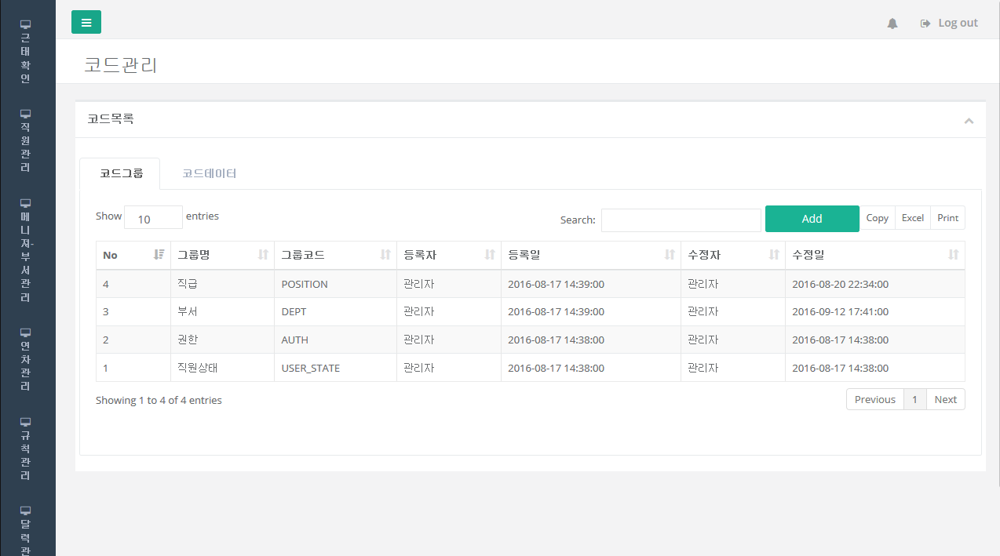 근태확인
직원관리
메니저-부서관리
연차관리
규칙관리
달력관
Log out
코드관리
코드목록
코드그룹 코드데이터
Show 10 entries
Search: Add Copy Excel Print
No 그룹명 그룹코드 등록자 등록일 수정자 수정일
4 직급 POSITION 관리자 2016-08-17 14:39:00 관리자 2016-08-20 22:34:00
3 부서 DEPT 관리자 2016-08-17 14:39:00 관리자 2016-09-12 17:41:00
2 권한 AUTH 관리자 2016-08-17 14:38:00 관리자 2016-08-17 14:38:00
1 직원상태 USER_STATE 관리자 2016-08-17 14:38:00 관리자 2016-08-17 14:38:00
Showing 1 to 4 of 4 entries
Previous 1 Next